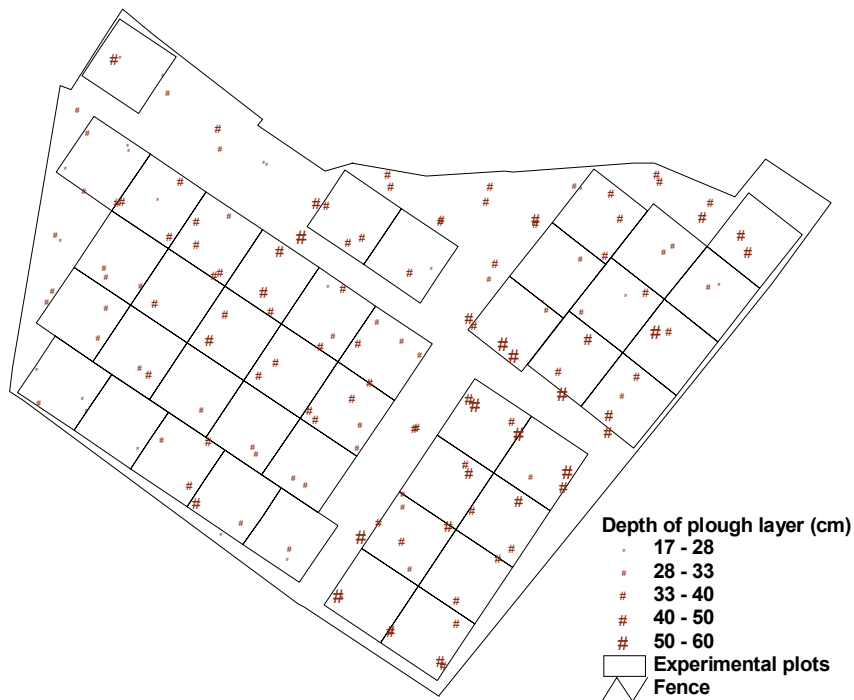 Depth of plough layer (cm)
17 - 28
28 - 33
33 - 40
40 - 50
50 - 60
Experimental plots
Fence